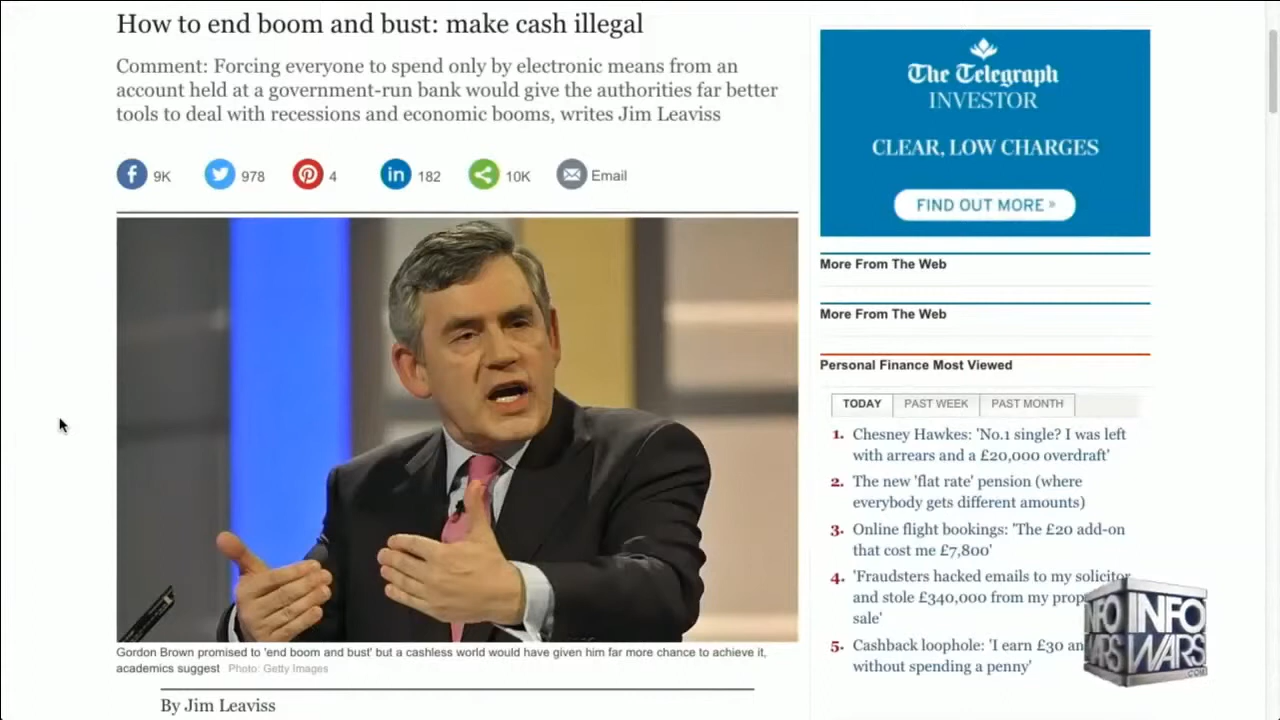 How to end boom and bust: make cash illegal
Comment: Forcing everyone to spend only by electronic means from an
account held at a government-run bank would give the authorities far better
tools to deal with recessions and economic booms, writes Jim Leaviss
f 9K 978 4 in 182 10K Email
Gordon Brown promised to 'end boom and bust' but a cashless world would have given him far more chance to achieve it,
academics suggest Photo: Getty Images
By Jim Leaviss
The Telegraph
INVESTOR
CLEAR, LOW CHARGES
FIND OUT MORE »
More From The Web
More From The Web
Personal Finance Most Viewed
TODAY PAST WEEK PAST MONTH
1. Chesney Hawkes: 'No.1 single? I was left
with arrears and a £20,000 overdraft'
2. The new 'flat rate' pension (where
everybody gets different amounts)
3. Online flight bookings: 'The £20 add-on
that cost me £7,800'
4. 'Fraudsters hacked emails to my solicitor
and stole £340,000 from my
sale'
5. Cashback loophole: 'I earn £30
without spending a penny'
INFO
WARS
.COM
INFO
WARS